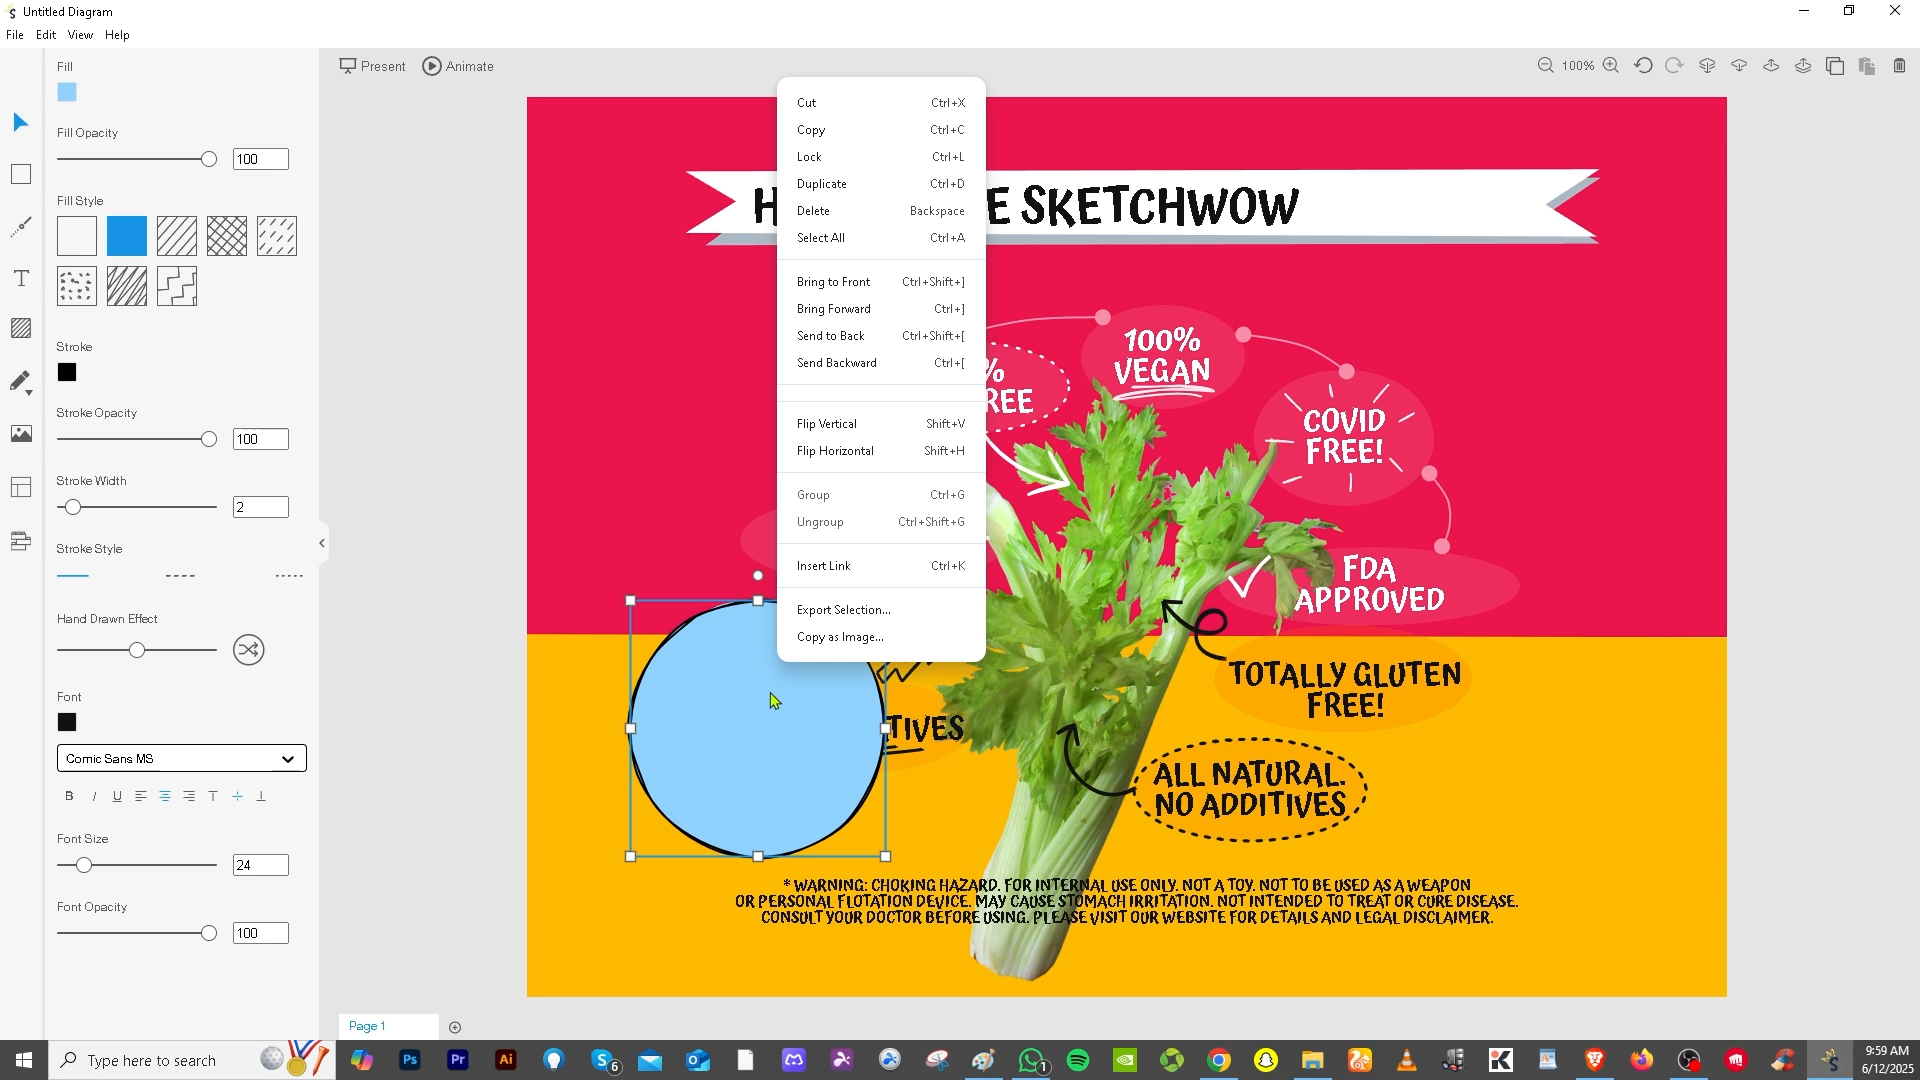 Untitled Diagram
File Edit View Help
Present Animate
100%
Fill
Fill Opacity
100
Fill Style
Stroke
Stroke Opacity
100
Stroke Width
2
Stroke Style
Hand Drawn Effect
Font
Comic Sans MS
B I U
Font Size
24
Font Opacity
100
Cut Ctrl+X
Copy Ctrl+C
Lock Ctrl+L
Duplicate Ctrl+D
Delete Backspace
Select All Ctrl+A
Bring to Front Ctrl+Shift+]
Bring Forward Ctrl+]
Send to Back Ctrl+Shift+[
Send Backward Ctrl+[
Flip Vertical Shift+V
Flip Horizontal Shift+H
Group Ctrl+G
Ungroup Ctrl+Shift+G
Insert Link Ctrl+K
Export Selection...
Copy as Image...
SKETCHWOW
100%
VEGAN
COVID
FREE!
FDA
APPROVED
TOTALLY GLUTEN
FREE!
ALL NATURAL.
NO ADDITIVES
* WARNING: CHOKING HAZARD. FOR INTERNAL USE ONLY. NOT A TOY. NOT TO BE USED AS A WEAPON
OR PERSONAL FLOTATION DEVICE. MAY CAUSE STOMACH IRRITATION. NOT INTENDED TO TREAT OR CURE DISEASE.
CONSULT YOUR DOCTOR BEFORE USING. PLEASE VISIT OUR WEBSITE FOR DETAILS AND LEGAL DISCLAIMER.
Page 1
Type here to search
Ps
Pr
Ai
6
1
9:59 AM
6/12/2025